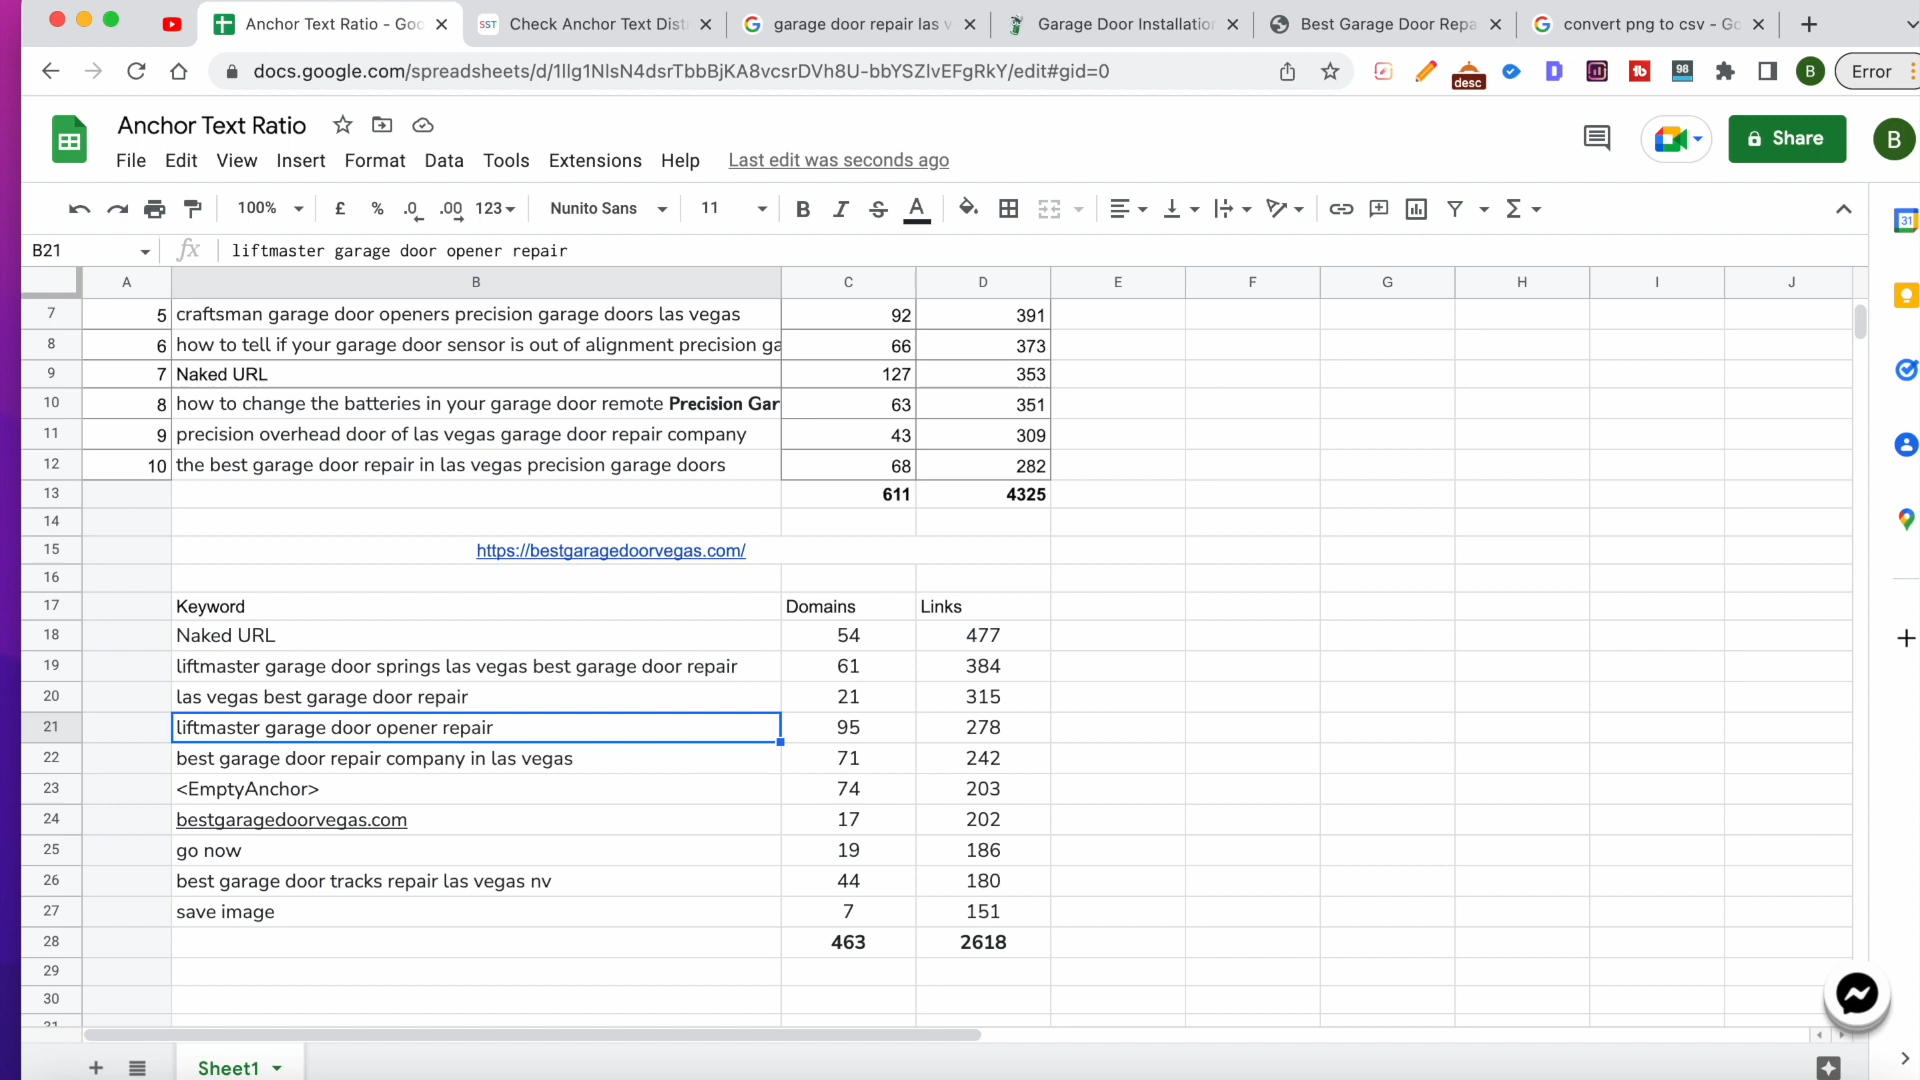 Anchor Text Ratio - Goo
SST Check Anchor Text Dist
garage door repair las v
Garage Door Installation
Best Garage Door Repa
convert png to csv - Go
docs.google.com/spreadsheets/d/1llg1NlsN4dsrTbbBjKA8vcsrDVh8U-bbYSZlvEFgRkY/edit#gid=0
desc
D
98
B
Error
Anchor Text Ratio
File Edit View Insert Format Data Tools Extensions Help Last edit was seconds ago
Share
B
100% £ % .0 .00 123 Nunito Sans 11 B I S A Σ
31
B21 fx liftmaster garage door opener repair
A B C D E F G H I J
7 5 craftsman garage door openers precision garage doors las vegas 92 391
8 6 how to tell if your garage door sensor is out of alignment precision ga 66 373
9 7 Naked URL 127 353
10 8 how to change the batteries in your garage door remote Precision Gar 63 351
11 9 precision overhead door of las vegas garage door repair company 43 309
12 10 the best garage door repair in las vegas precision garage doors 68 282
13 611 4325
14
15 https://bestgaragedoorvegas.com/
16
17 Keyword Domains Links
18 Naked URL 54 477
19 liftmaster garage door springs las vegas best garage door repair 61 384
20 las vegas best garage door repair 21 315
21 liftmaster garage door opener repair 95 278
22 best garage door repair company in las vegas 71 242
23 <EmptyAnchor> 74 203
24 bestgaragedoorvegas.com 17 202
25 go now 19 186
26 best garage door tracks repair las vegas nv 44 180
27 save image 7 151
28 463 2618
29
30
31
Sheet1